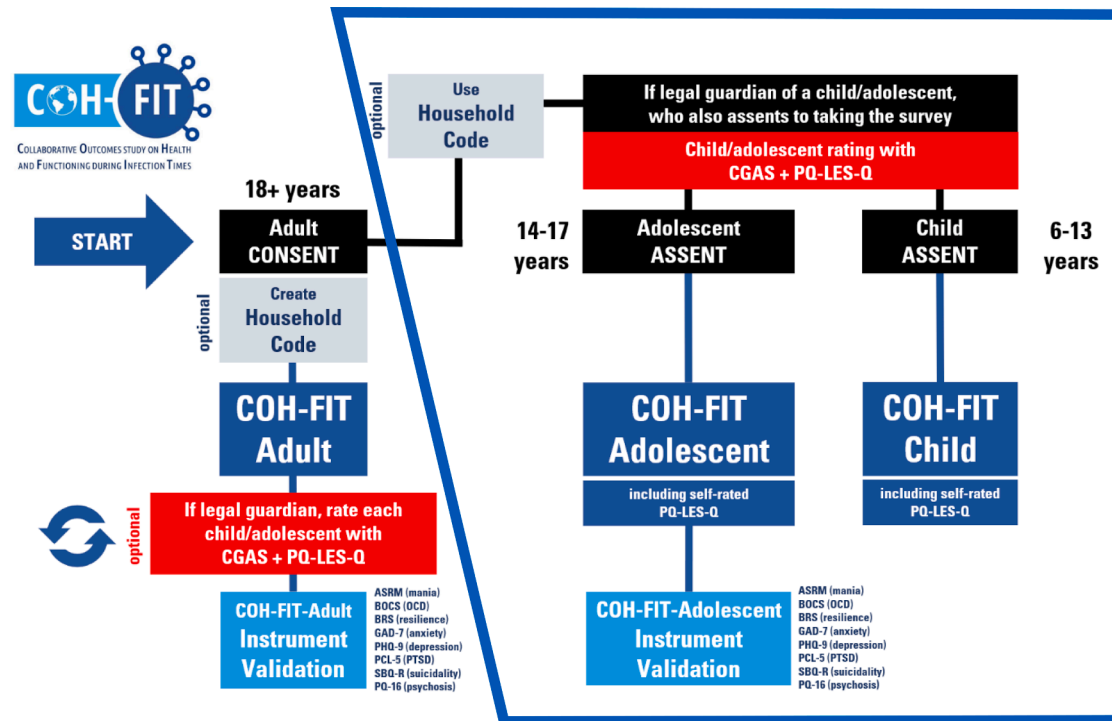 COH-FIT
COLLABORATIVE OUTCOMES STUDY ON HEALTH
AND FUNCTIONING DURING INFECTION TIMES
START
18+ years
Adult
CONSENT
optional
Create
Household
Code
COH-FIT
Adult
optional
If legal guardian, rate each
child/adolescent with
CGAS + PQ-LES-Q
COH-FIT-Adult
Instrument
Validation
ASRM (mania)
BOCS (OCD)
BRS (resilience)
GAD-7 (anxiety)
PHQ-9 (depression)
PCL-5 (PTSD)
SBQ-R (suicidality)
PQ-16 (psychosis)
optional
Use
Household
Code
If legal guardian of a child/adolescent,
who also assents to taking the survey
Child/adolescent rating with
CGAS + PQ-LES-Q
14-17
years
Adolescent
ASSENT
Child
ASSENT
6-13
years
COH-FIT
Adolescent
including self-rated
PQ-LES-Q
COH-FIT
Child
including self-rated
PQ-LES-Q
COH-FIT-Adolescent
Instrument
Validation
ASRM (mania)
BOCS (OCD)
BRS (resilience)
GAD-7 (anxiety)
PHQ-9 (depression)
PCL-5 (PTSD)
SBQ-R (suicidality)
PQ-16 (psychosis)